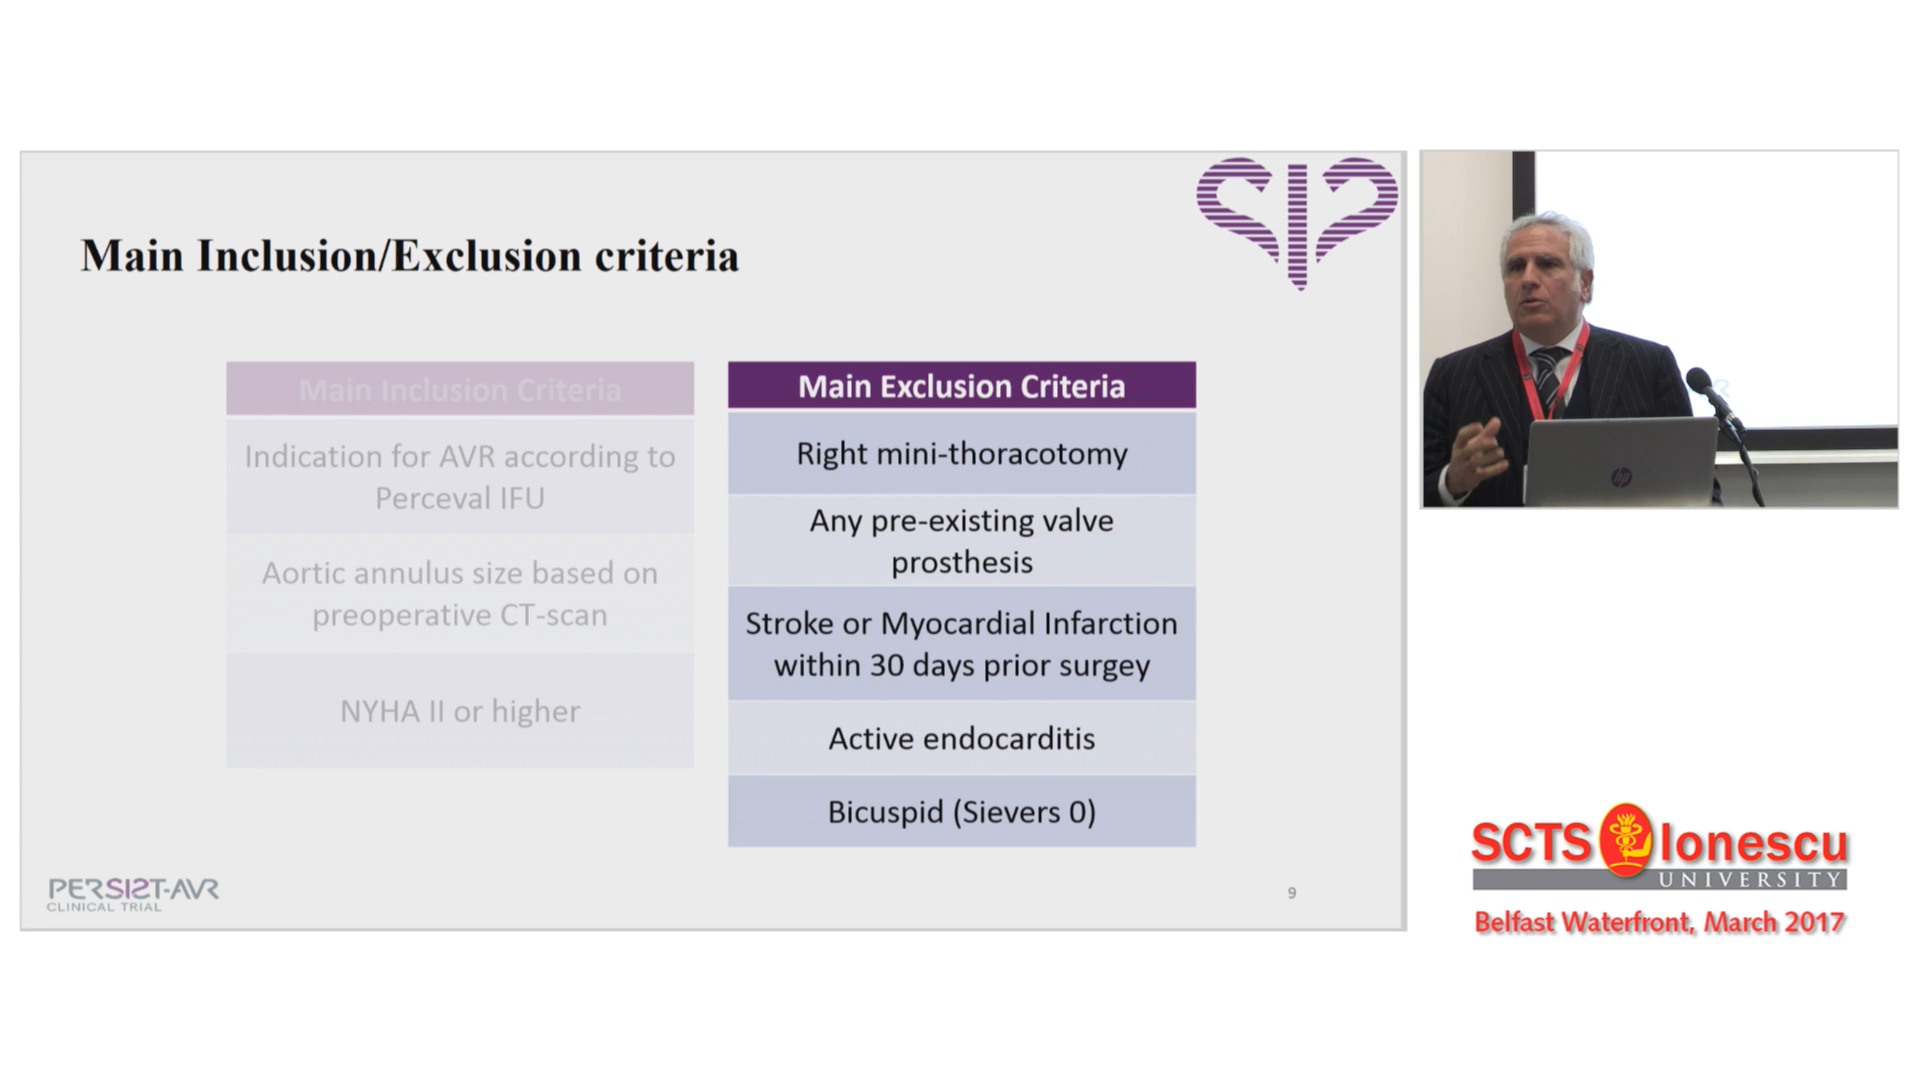 Main Inclusion/Exclusion criteria
Main Inclusion Criteria
Indication for AVR according to
Perceval IFU
Aortic annulus size based on
preoperative CT-scan
NYHA II or higher
Main Exclusion Criteria
Right mini-thoracotomy
Any pre-existing valve
prosthesis
Stroke or Myocardial Infarction
within 30 days prior surgey
Active endocarditis
Bicuspid (Sievers 0)
PERSIST-AVR
CLINICAL TRIAL
9
hp
SCTS Ionescu
UNIVERSITY
Belfast Waterfront, March 2017